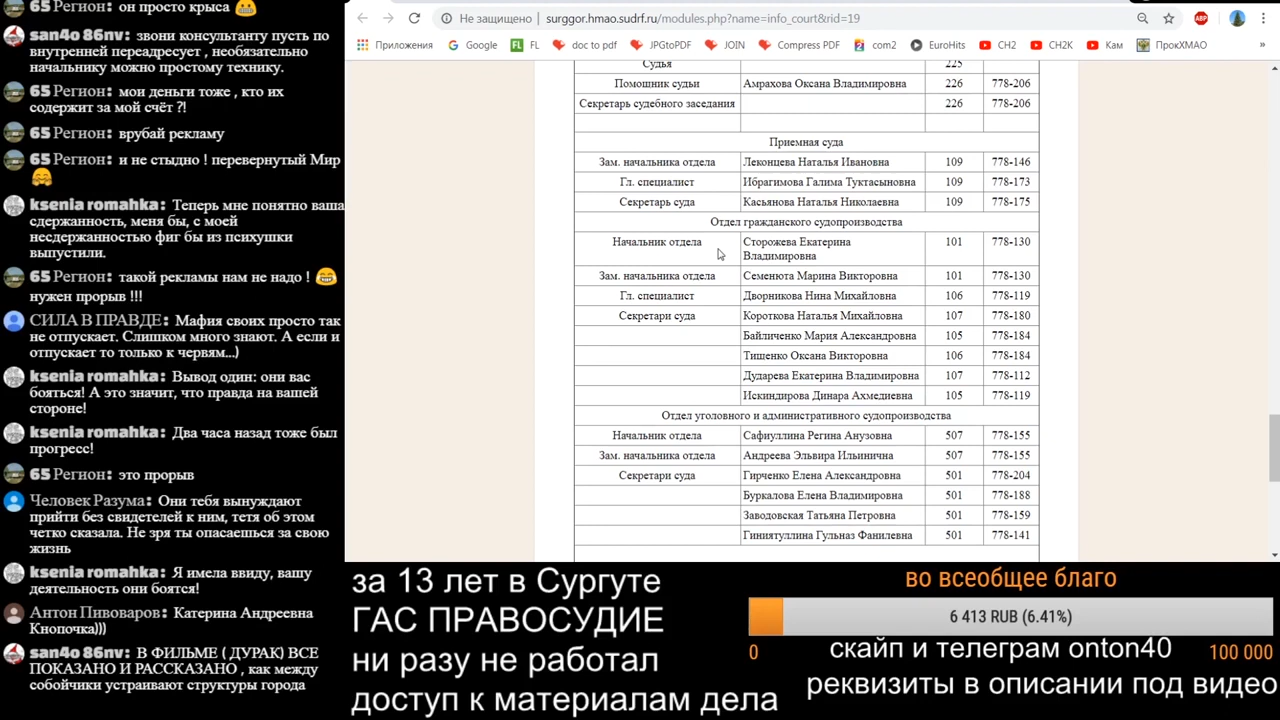 65 Регион: он просто крыса
san4o 86nv: звони консультанту пусть по
внутренней переадресует , необязательно
начальнику можно простому технику.
65 Регион: мои деньги тоже , кто их
содержит за мой счёт ?!
65 Регион: врубай рекламу
65 Регион: и не стыдно ! перевернутый Мир
ksenia romahka: Теперь мне понятно ваша
сдержанность, меня бы, с моей
несдержанностью фиг бы из психушки
выпустили.
65 Регион: такой рекламы нам не надо !
нужен прорыв !!!
СИЛА В ПРАВДЕ: Мафия своих просто так
не отпускает. Слишком много знают. А если и
отпускает то только к червям...)
ksenia romahka: Вывод один: они вас
бояться! А это значит, что правда на вашей
стороне!
ksenia romahka: Два часа назад тоже был
прогресс!
65 Регион: это прорыв
Человек Разума: Они тебя вынуждают
прийти без свидетелей к ним, тетя об этом
четко сказала. Не зря ты опасаешься за свою
жизнь
ksenia romahka: Я имела ввиду, вашу
деятельность они боятся!
Антон Пивоваров: Катерина Андреевна
Кнопочка)))
san4o 86nv: В ФИЛЬМЕ ( ДУРАК) ВСЕ
ПОКАЗАНО И РАССКАЗАНО , как между
собойчики устраивают структуры города
Не защищено | surggor.hmao.sudrf.ru/modules.php?name=info_court&rid=19
ABP
Приложения Google FL FL doc to pdf JPGtoPDF JOIN Compress PDF com2 EuroHits CH2 CH2K Кам ПрокХМАО »
Судья 225
Помощник судьи Амрахова Оксана Владимировна 226 778-206
Секретарь судебного заседания 226 778-206
Приемная суда
Зам. начальника отдела Леконцева Наталья Ивановна 109 778-146
Гл. специалист Ибрагимова Галима Туктасыновна 109 778-173
Секретарь суда Касьянова Наталья Николаевна 109 778-175
Отдел гражданского судопроизводства
Начальник отдела Сторожева Екатерина 101 778-130
Владимировна
Зам. начальника отдела Семенюта Марина Викторовна 101 778-130
Гл. специалист Дворникова Нина Михайловна 106 778-119
Секретари суда Короткова Наталья Михайловна 107 778-180
Байличенко Мария Александровна 105 778-184
Тишенко Оксана Викторовна 106 778-184
Дударева Екатерина Владимировна 107 778-112
Искиндирова Динара Ахмедиевна 105 778-119
Отдел уголовного и административного судопроизводства
Начальник отдела Сафиуллина Регина Анузовна 507 778-155
Зам. начальника отдела Андреева Эльвира Ильинична 507 778-155
Секретари суда Гирченко Елена Александровна 501 778-204
Буркалова Елена Владимировна 501 778-188
Заводовская Татьяна Петровна 501 778-159
Гиниятуллина Гульназ Фанилевна 501 778-141
за 13 лет в Сургуте
ГАС ПРАВОСУДИЕ
ни разу не работал
доступ к материалам дела
во всеобщее благо
6 413 RUB (6.41%)
0 100 000
скайп и телеграм onton40
реквизиты в описании под видео